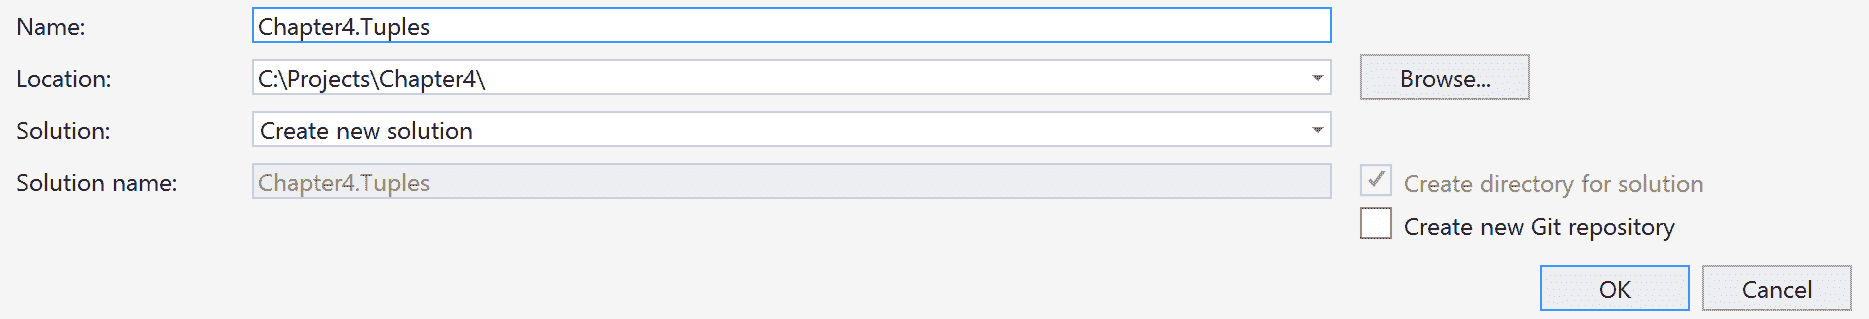 Name: Chapter4.Tuples
Location: C:\Projects\Chapter4\ Browse...
Solution: Create new solution
Solution name: Chapter4.Tuples Create directory for solution
Create new Git repository
OK Cancel